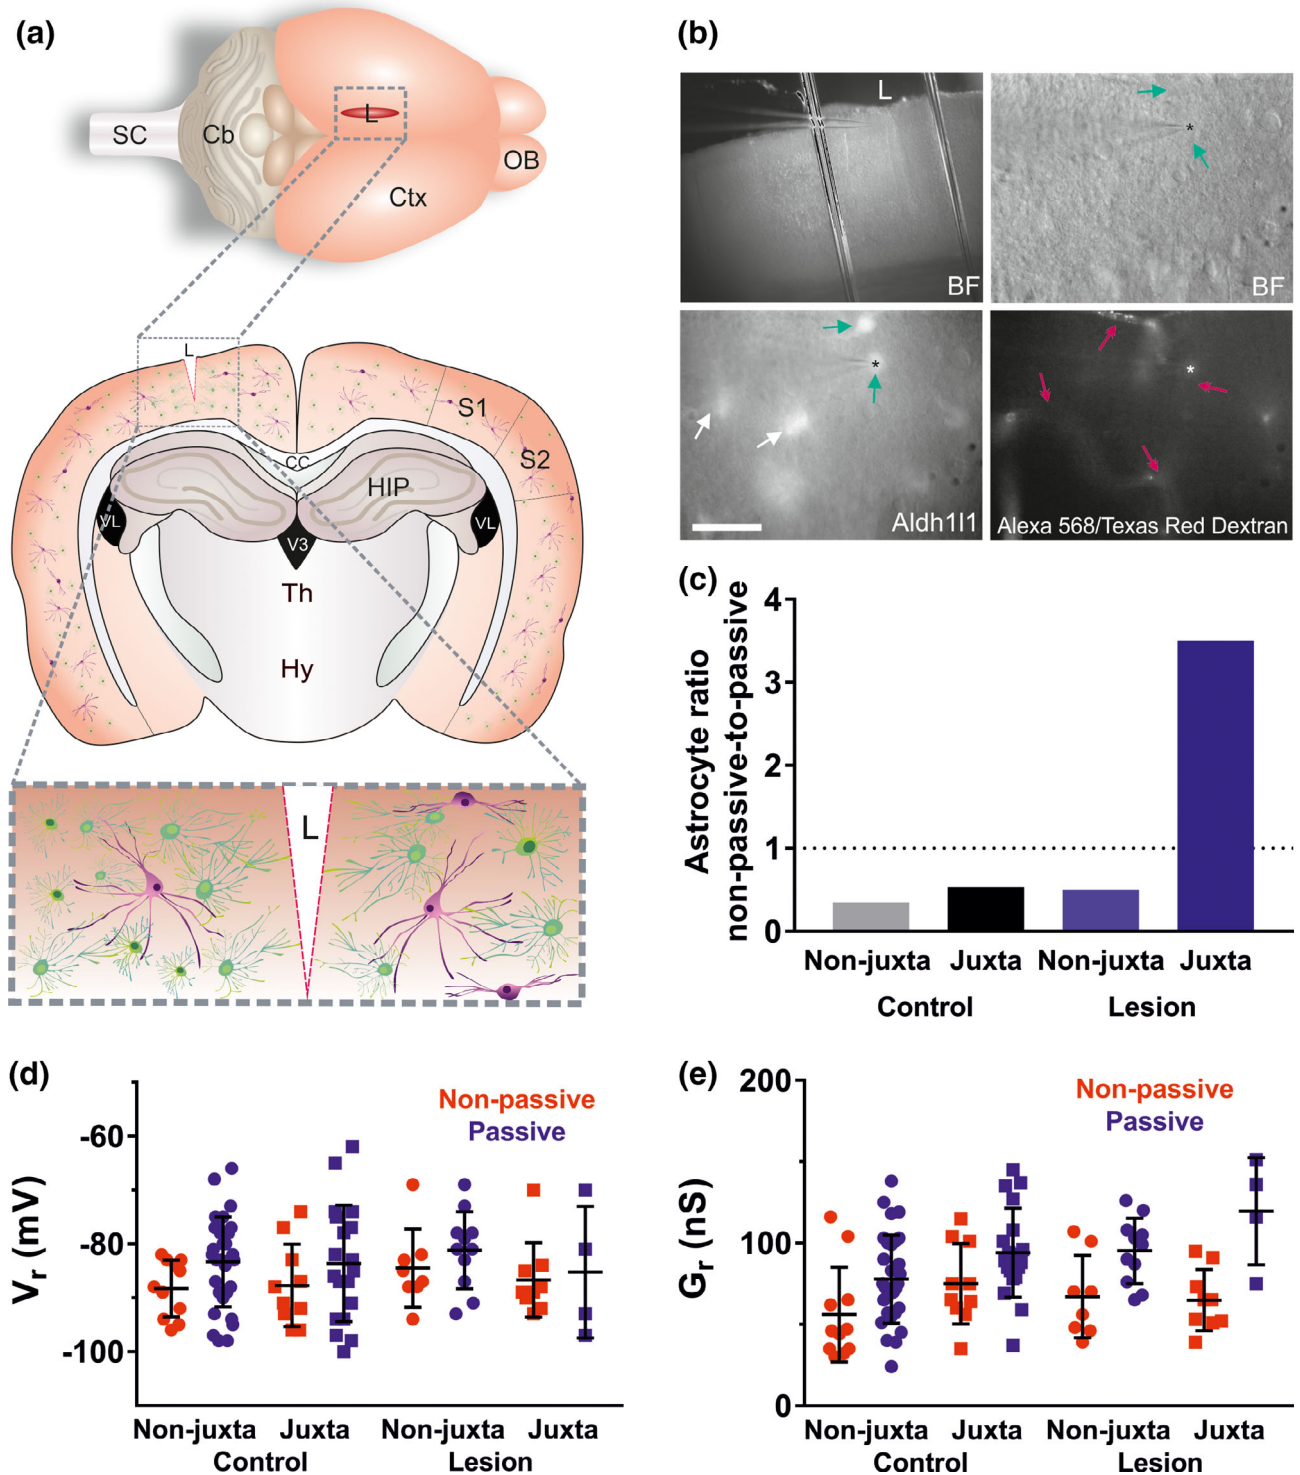 (a)
SC
Cb
L
Ctx
OB
L
S1
S2
CC
HIP
VL
VL
V3
Th
Hy
L
(b)
L
BF
*
BF
*
Aldh1l1
*
Alexa 568/Texas Red Dextran
(c)
Astrocyte ratio
non-passive-to-passive
4
3
2
1
0
Non-juxta Juxta Non-juxta Juxta
Control Lesion
(d)
Non-passive
Passive
Vr (mV)
-60
-80
-100
Non-juxta Juxta Non-juxta Juxta
Control Lesion
(e)
Non-passive
Passive
Gr (nS)
200
100
0
Non-juxta Juxta Non-juxta Juxta
Control Lesion